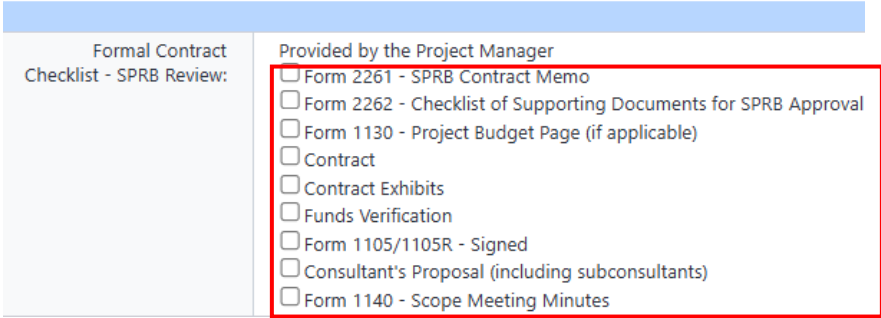 Formal Contract
Checklist - SPRB Review:
Provided by the Project Manager
Form 2261 - SPRB Contract Memo
Form 2262 - Checklist of Supporting Documents for SPRB Approval
Form 1130 - Project Budget Page (if applicable)
Contract
Contract Exhibits
Funds Verification
Form 1105/1105R - Signed
Consultant's Proposal (including subconsultants)
Form 1140 - Scope Meeting Minutes